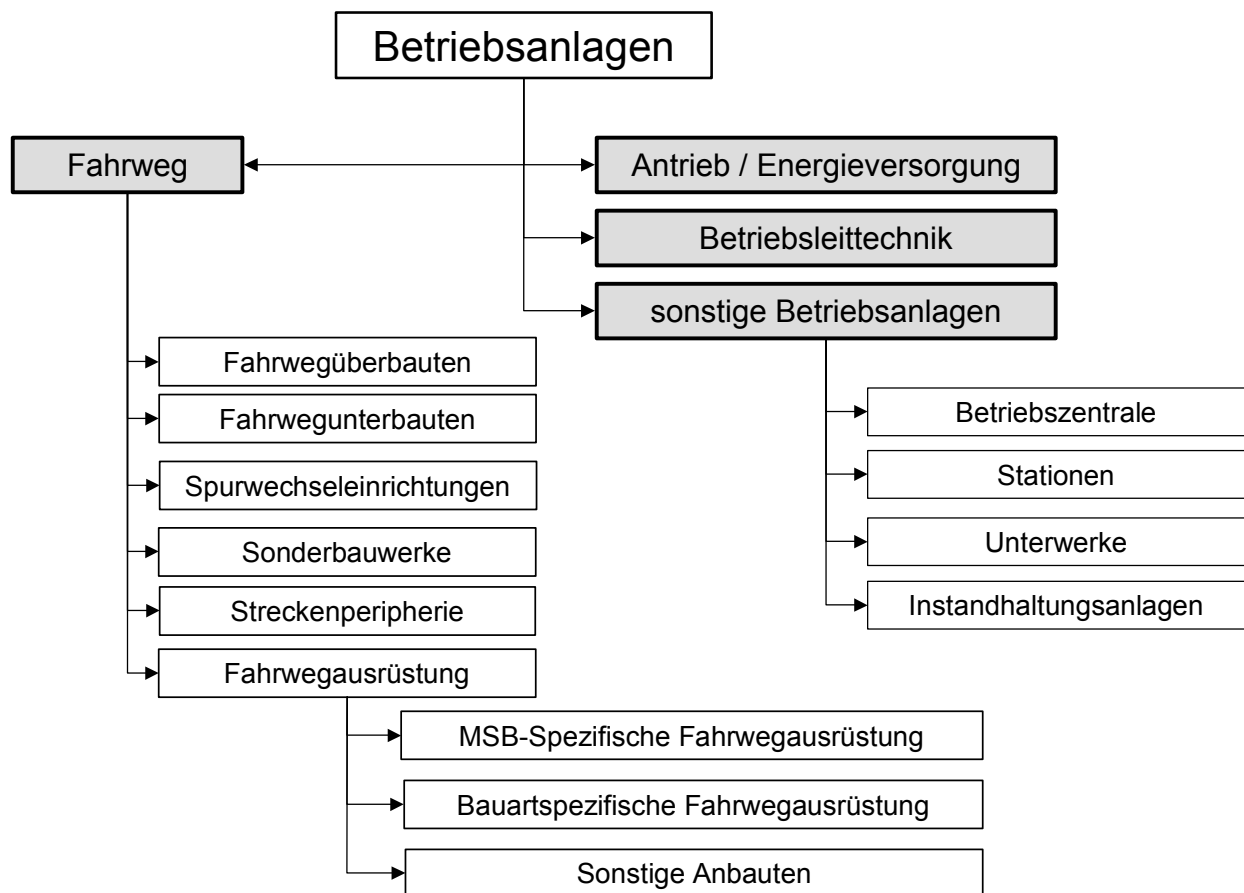 Betriebsanlagen
Fahrweg
Antrieb / Energieversorgung
Betriebsleittechnik
sonstige Betriebsanlagen
Fahrwegüberbauten
Fahrwegunterbauten
Spurwechseleinrichtungen
Sonderbauwerke
Streckenperipherie
Fahrwegausrüstung
Betriebszentrale
Stationen
Unterwerke
Instandhaltungsanlagen
MSB-Spezifische Fahrwegausrüstung
Bauartspezifische Fahrwegausrüstung
Sonstige Anbauten